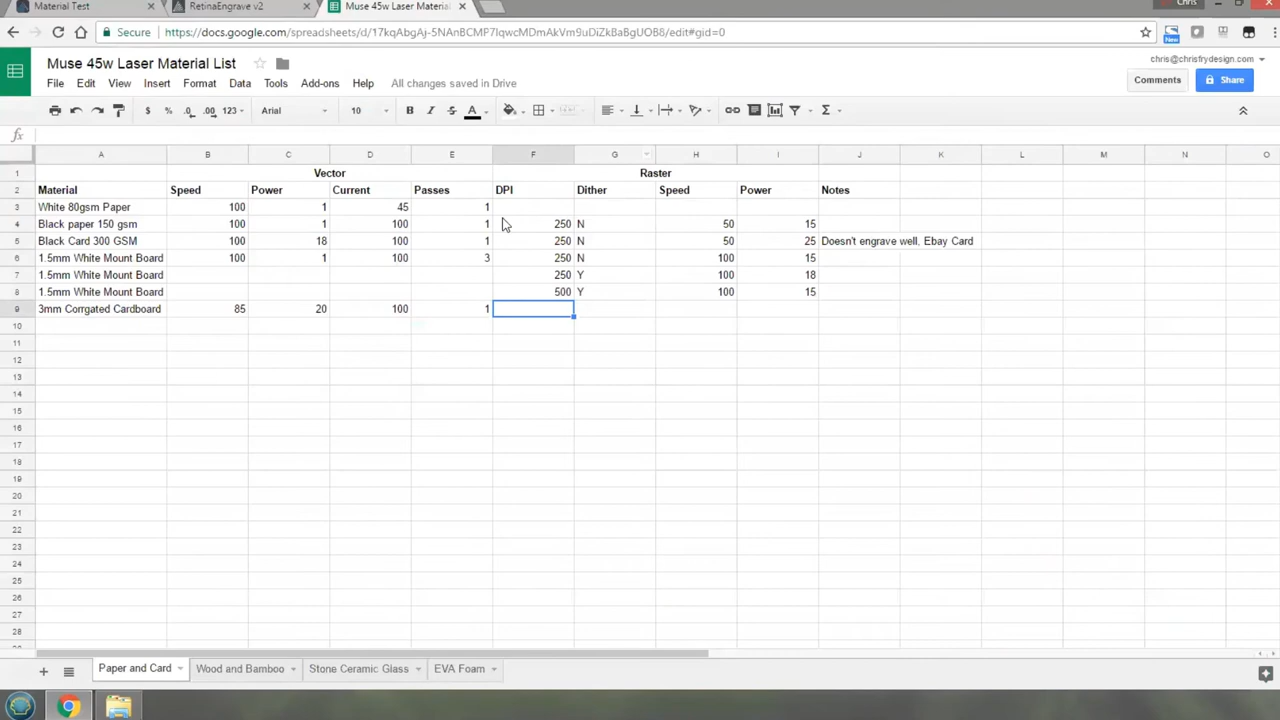 Material Test
RetinaEngrave v2
Muse 45w Laser Material
Chris
Secure
https://docs.google.com/spreadsheets/d/17kqAbgAj-5NAnBCMP7IqwcMDmAkVm9uDiZkBaBgUOB8/edit#gid=0
New
Muse 45w Laser Material List
chris@chrisfrydesign.com
File Edit View Insert Format Data Tools Add-ons Help All changes saved in Drive
Comments
Share
$ % .0 .00 123 Arial 10 B I S A Σ
fx
A B C D E F G H I J K L M N O
1 Vector Raster
2 Material Speed Power Current Passes DPI Dither Speed Power Notes
3 White 80gsm Paper 100 1 45 1
4 Black paper 150 gsm 100 1 100 1 250 N 50 15
5 Black Card 300 GSM 100 18 100 1 250 N 50 25 Doesn't engrave well, Ebay Card
6 1.5mm White Mount Board 100 1 100 3 250 N 100 15
7 1.5mm White Mount Board 250 Y 100 18
8 1.5mm White Mount Board 500 Y 100 15
9 3mm Corrgated Cardboard 85 20 100 1
10
11
12
13
14
15
16
17
18
19
20
21
22
23
24
25
26
27
28
Paper and Card Wood and Bamboo Stone Ceramic Glass EVA Foam